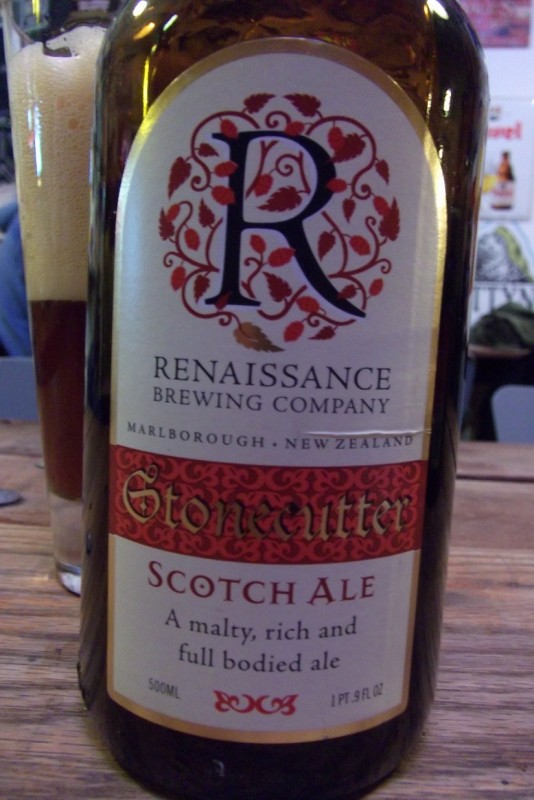 R
RENAISSANCE
BREWING COMPANY
MARLBOROUGH • NEW ZEALAND
Stonecutter
SCOTCH ALE
A malty, rich and
full bodied ale
500ML
1 PT .9 FL OZ